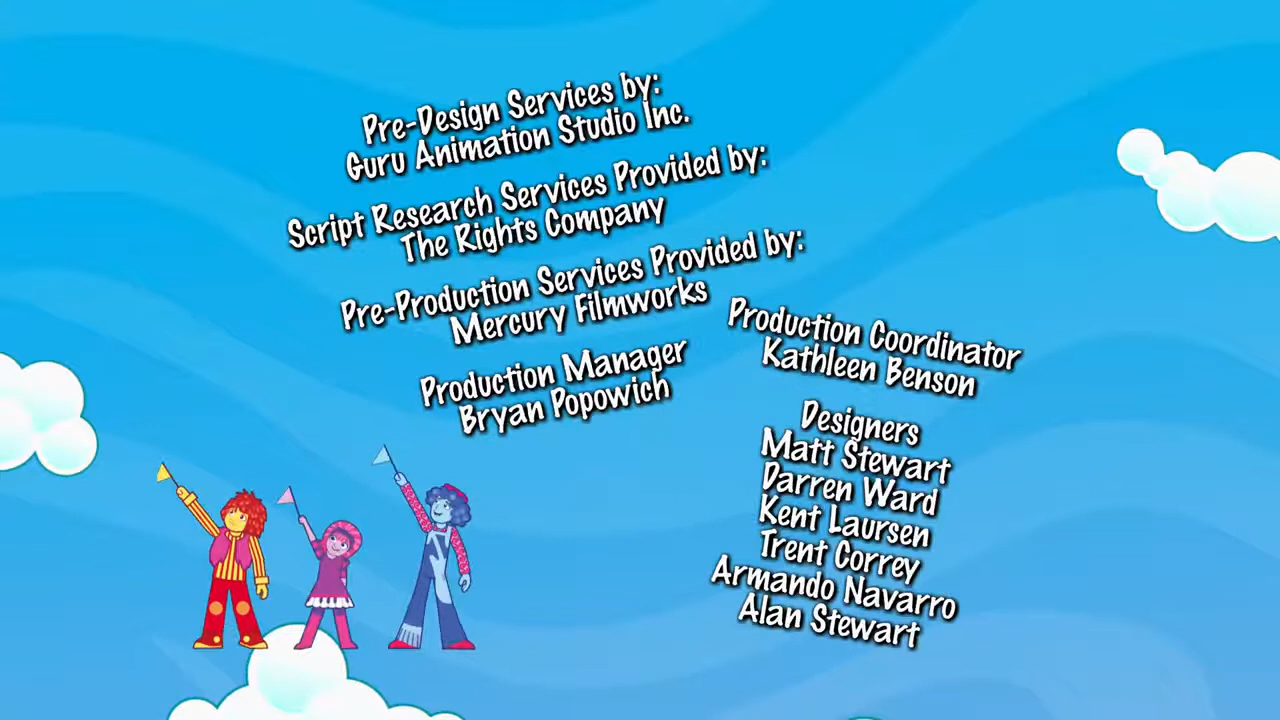 Pre-Design Services by:
Guru Animation Studio Inc.
Script Research Services Provided by:
The Rights Company
Pre-Production Services Provided by:
Mercury Filmworks
Production Manager
Bryan Popowich
Production Coordinator
Kathleen Benson
Designers
Matt Stewart
Darren Ward
Kent Laursen
Trent Correy
Armando Navarro
Alan Stewart